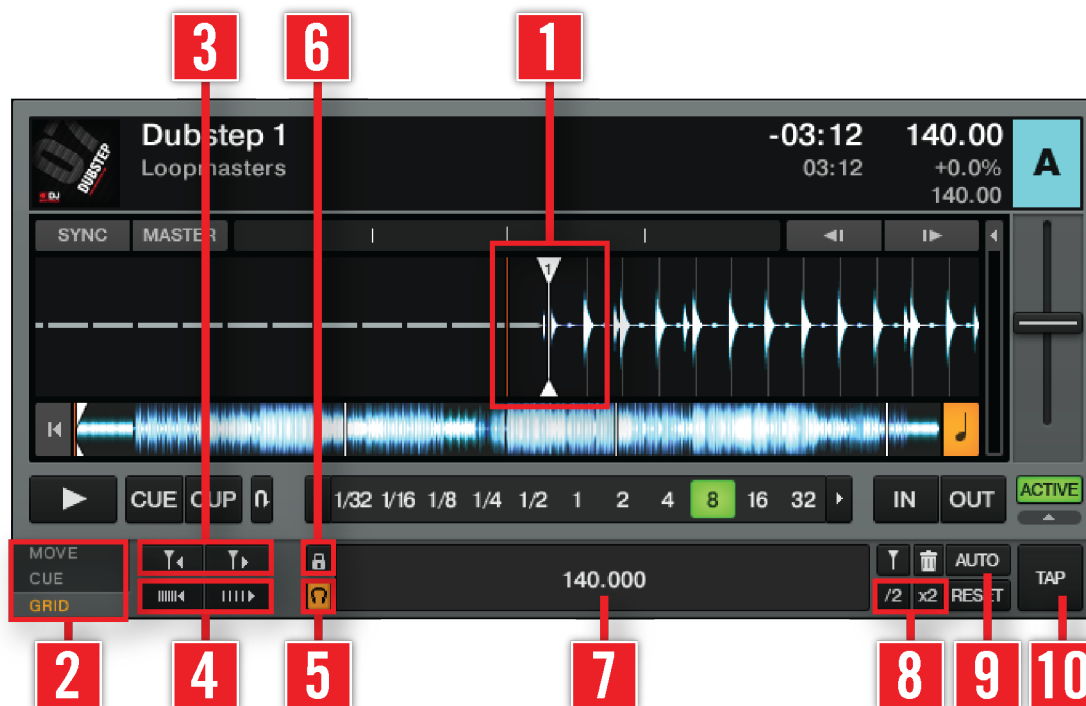 3 6 1
Dubstep 1
Loopmasters
-03:12 140.00
03:12 +0.0%
140.00
A
DUBSTEP
DJ
SYNC MASTER
1
CUE CUP
1/32 1/16 1/8 1/4 1/2 1 2 4 8 16 32
IN OUT
ACTIVE
MOVE
CUE
GRID
140.000
AUTO
/2 x2 RESET
TAP
2 4 5 7 8 9 10